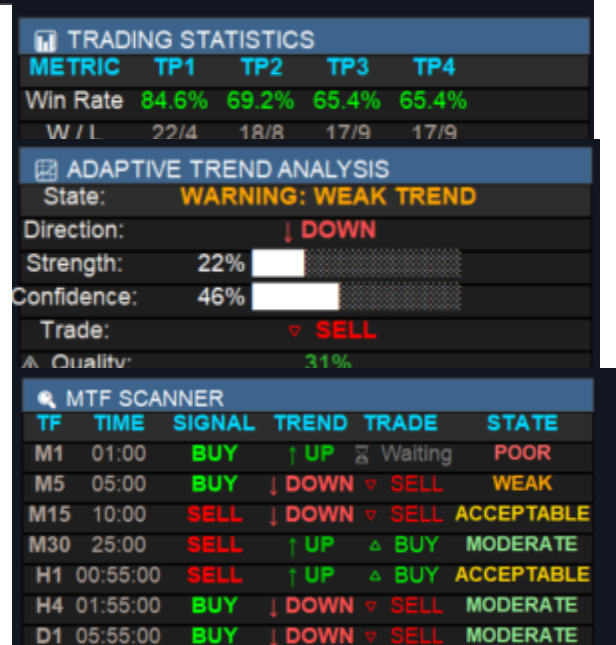 TRADING STATISTICS
METRIC TP1 TP2 TP3 TP4
Win Rate 84.6% 69.2% 65.4% 65.4%
W / L 22/4 18/8 17/9 17/9
ADAPTIVE TREND ANALYSIS
State: WARNING: WEAK TREND
Direction: ↓ DOWN
Strength: 22%
Confidence: 46%
Trade: ▿ SELL
⚠ Quality: 31%
MTF SCANNER
TF TIME SIGNAL TREND TRADE STATE
M1 01:00 BUY ↑ UP ⌛ Waiting POOR
M5 05:00 BUY ↓ DOWN ▿ SELL WEAK
M15 10:00 SELL ↓ DOWN ▿ SELL ACCEPTABLE
M30 25:00 SELL ↑ UP ▵ BUY MODERATE
H1 00:55:00 SELL ↑ UP ▵ BUY ACCEPTABLE
H4 01:55:00 BUY ↓ DOWN ▿ SELL MODERATE
D1 05:55:00 BUY ↓ DOWN ▿ SELL MODERATE